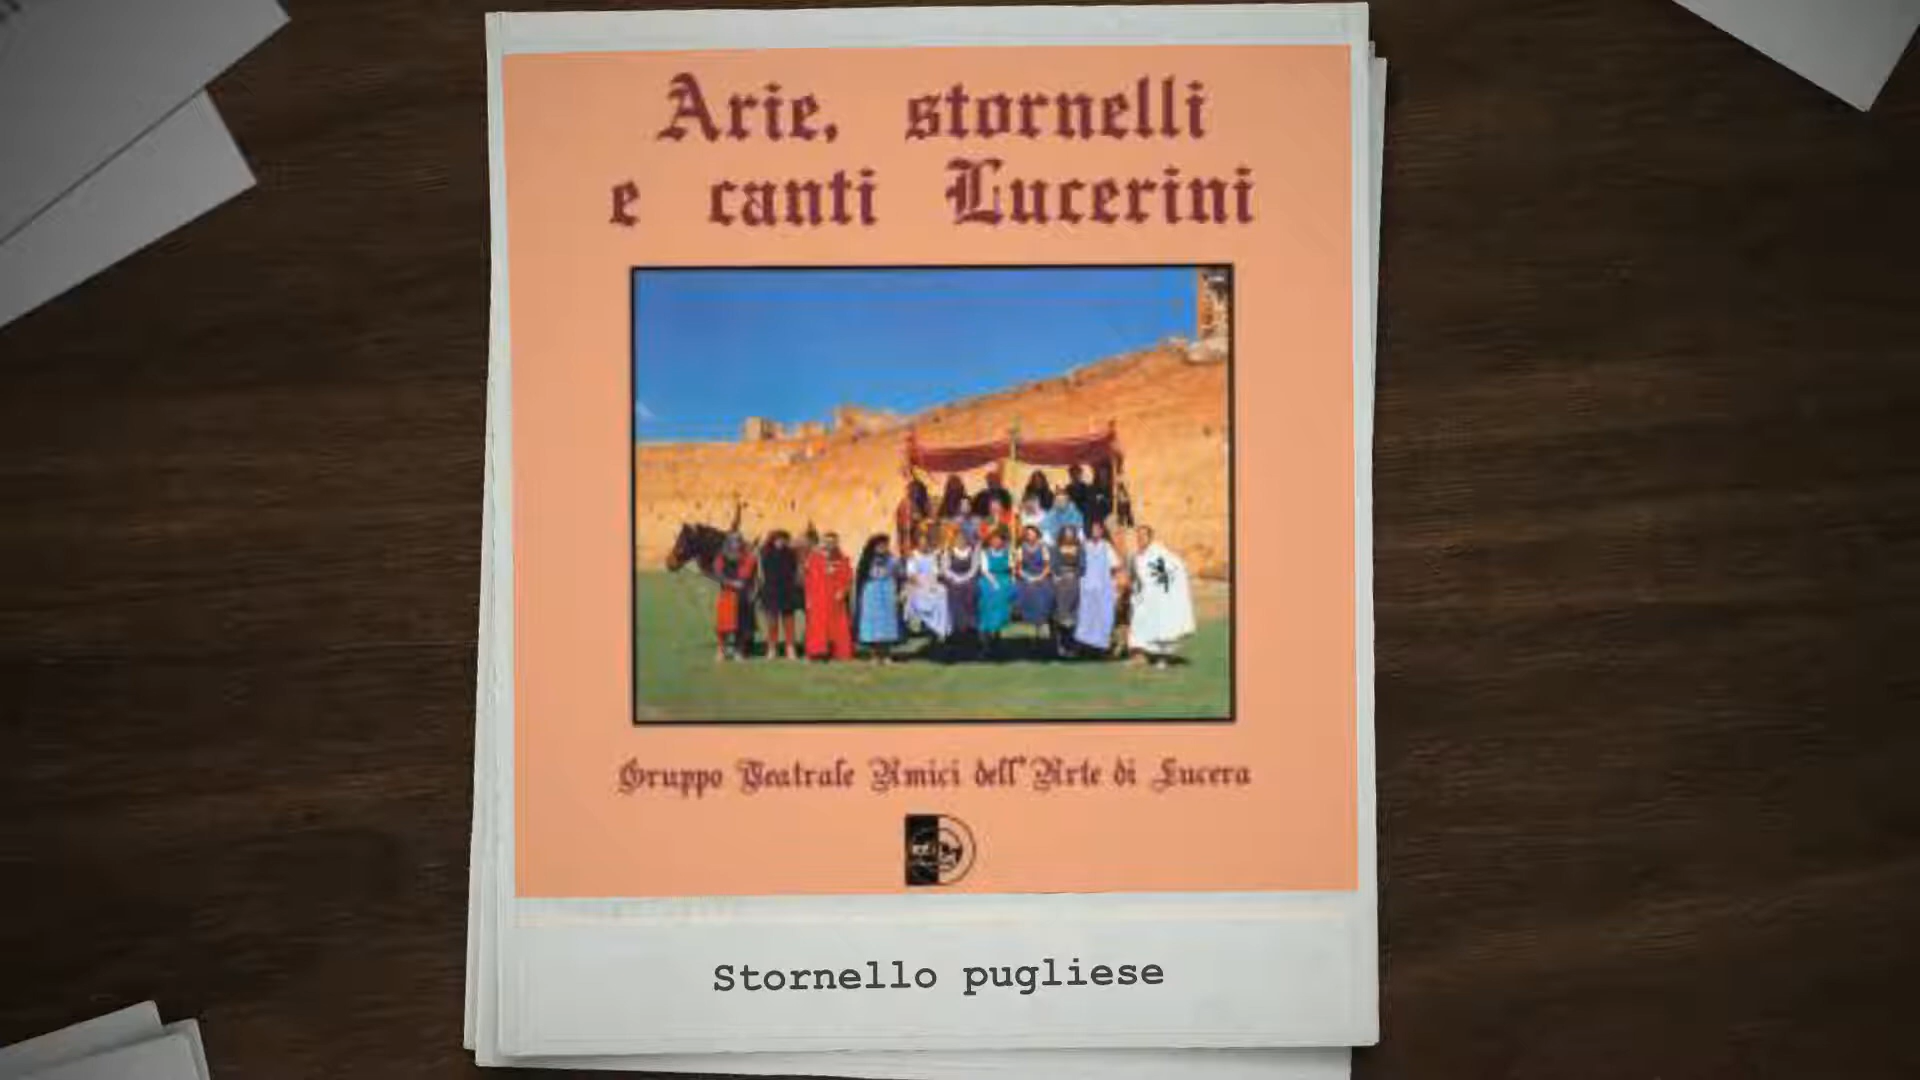 Arie, stornelli
e canti Lucerini
Gruppo Teatrale Amici dell'Arte di Lucera
Stornello pugliese